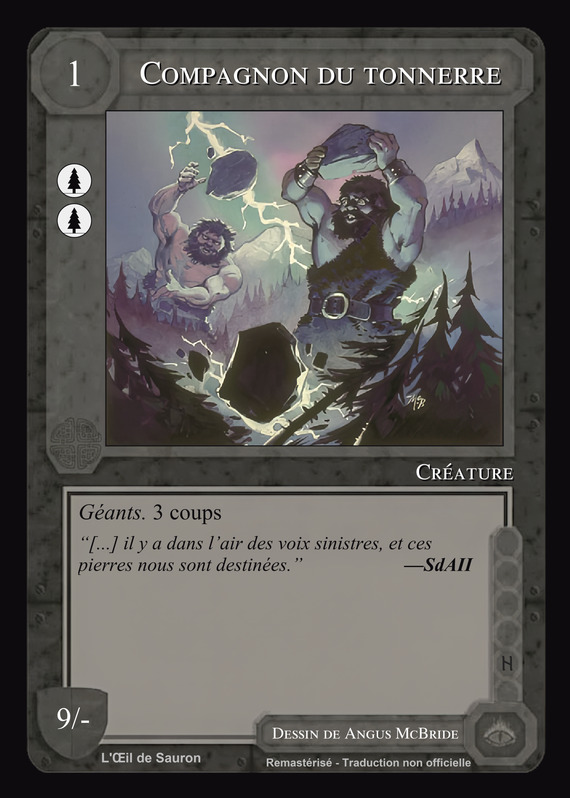 1
COMPAGNON DU TONNERRE
McB
CRÉATURE
Géants. 3 coups
“[...] il y a dans l’air des voix sinistres, et ces
pierres nous sont destinées.” —SdAII
9/-
DESSIN DE ANGUS MCBRIDE
L'Œil de Sauron
Remastérisé - Traduction non officielle